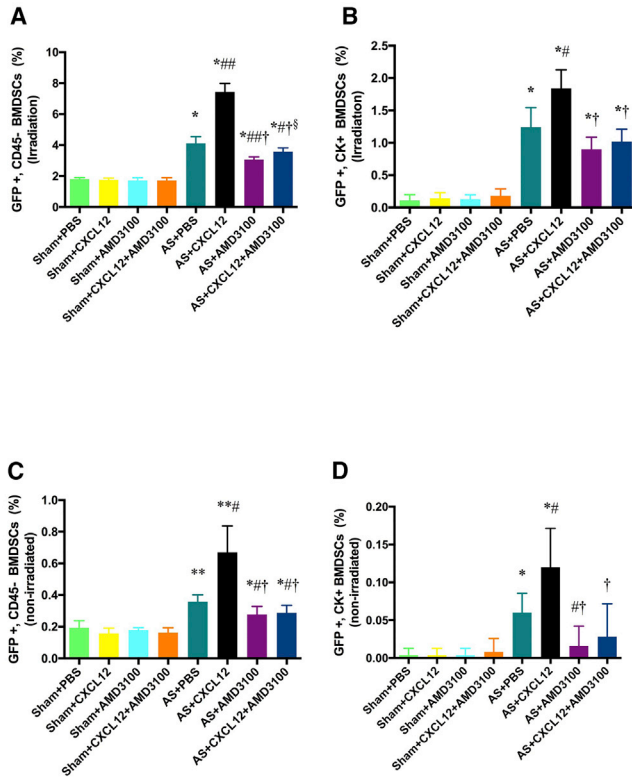 A
GFP +, CD45- BMDSCs (%)
(Irradiation)
10
8
6
4
2
0
*
*##
*##†
*#†§
Sham+PBS
Sham+CXCL12
Sham+AMD3100
Sham+CXCL12+AMD3100
AS+PBS
AS+CXCL12
AS+AMD3100
AS+CXCL12+AMD3100
B
GFP +, CK+ BMDSCs (%)
(Irradiation)
2.5
2.0
1.5
1.0
0.5
0.0
*
*#
*†
*†
Sham+PBS
Sham+CXCL12
Sham+AMD3100
Sham+CXCL12+AMD3100
AS+PBS
AS+CXCL12
AS+AMD3100
AS+CXCL12+AMD3100
C
GFP +, CD45- BMDSCs (%)
(non-irradiated)
1.0
0.8
0.6
0.4
0.2
0.0
**
**#
*#†
*#†
Sham+PBS
Sham+CXCL12
Sham+AMD3100
Sham+CXCL12+AMD3100
AS+PBS
AS+CXCL12
AS+AMD3100
AS+CXCL12+AMD3100
D
GFP +, CK+ BMDSCs (%)
(non-irradiated)
0.20
0.15
0.10
0.05
0.00
*
*#
#†
†
Sham+PBS
Sham+CXCL12
Sham+AMD3100
Sham+CXCL12+AMD3100
AS+PBS
AS+CXCL12
AS+AMD3100
AS+CXCL12+AMD3100